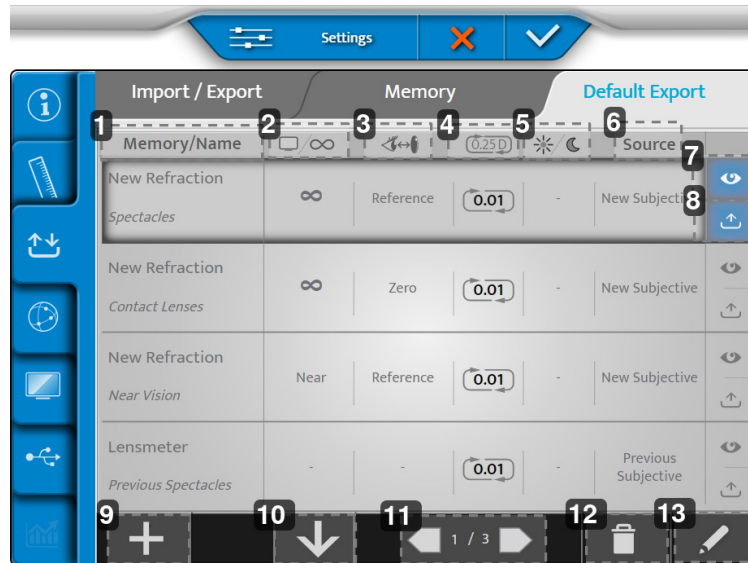 Settings
Import / Export
Memory
Default Export
1 2 3 4 5 6 7
Memory/Name
/∞
0.25 D
/
Source
8
New Refraction
Spectacles
∞
Reference
0.01
-
New Subjecti
New Refraction
Contact Lenses
∞
Zero
0.01
-
New Subjective
New Refraction
Near Vision
Near
Reference
0.01
-
New Subjective
Lensmeter
Previous Spectacles
-
-
0.01
-
Previous
Subjective
9 10 11 12 13
1 / 3